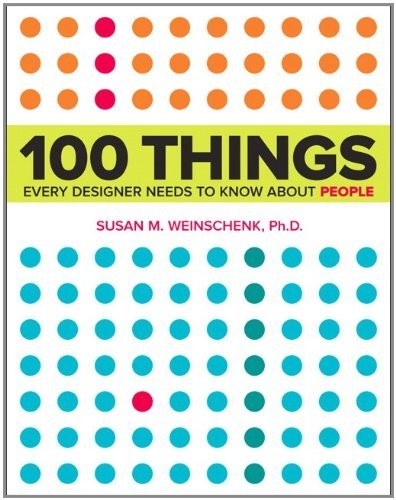 100 THINGS
EVERY DESIGNER NEEDS TO KNOW ABOUT PEOPLE
SUSAN M. WEINSCHENK, Ph.D.